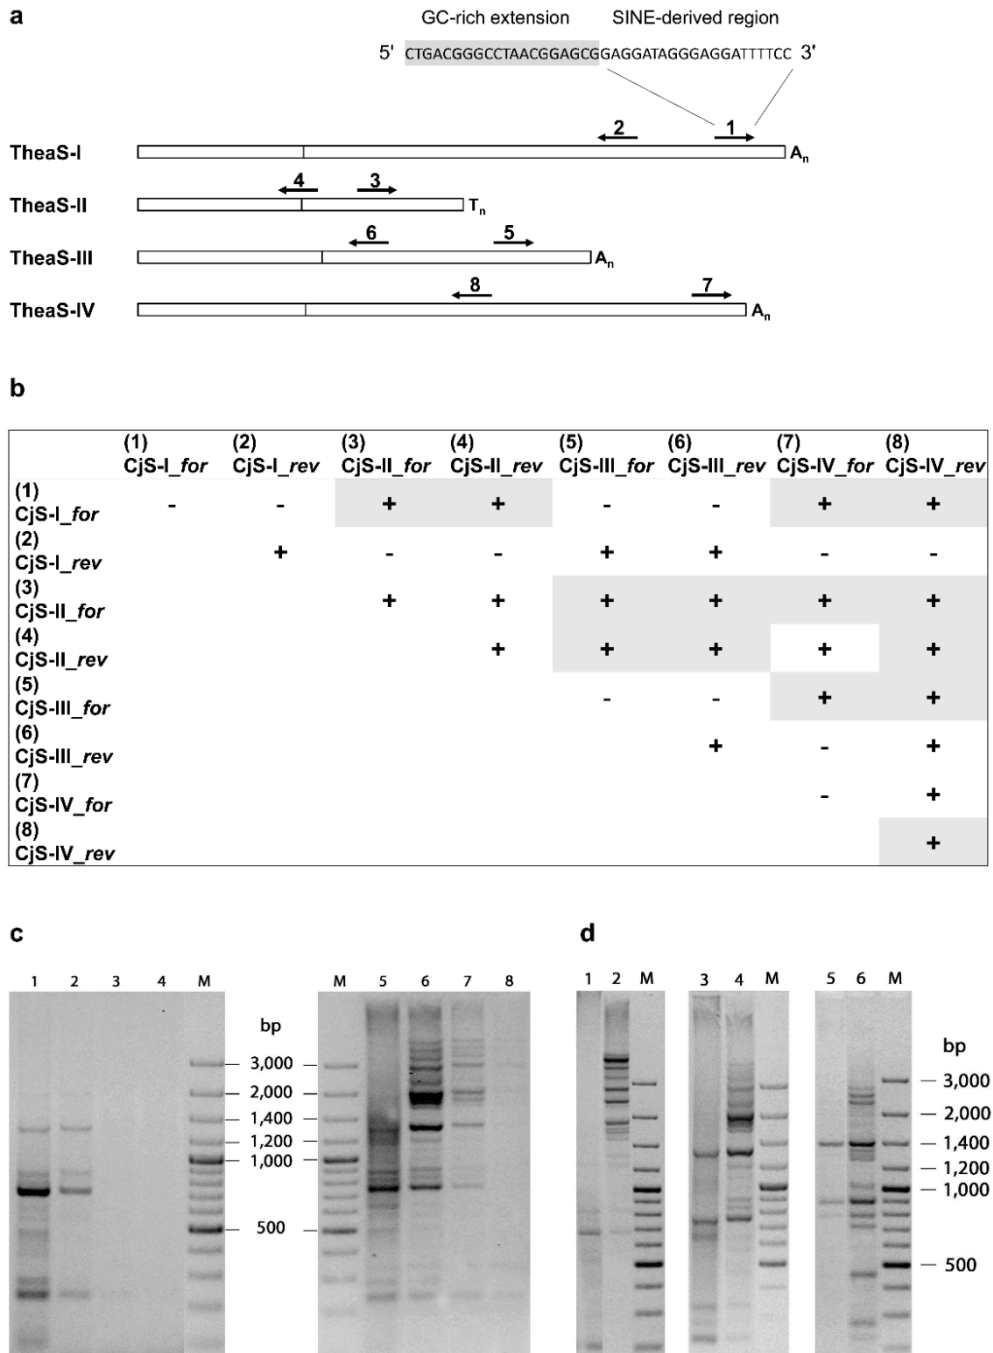 a
GC-rich extension SINE-derived region
5' CTGACGGGCCTAACGGAGCGGAGGATAGGGAGGATTTTCC 3'
2 1
TheaS-I An
4 3
TheaS-II Tn
6 5
TheaS-III An
8 7
TheaS-IV An
b
(1) (2) (3) (4) (5) (6) (7) (8)
CjS-I_for CjS-I_rev CjS-II_for CjS-II_rev CjS-III_for CjS-III_rev CjS-IV_for CjS-IV_rev
(1)
CjS-I_for - - + + - - + +
(2)
CjS-I_rev + - - + + - -
(3)
CjS-II_for + + + + + +
(4)
CjS-II_rev + + + + +
(5)
CjS-III_for - - + +
(6)
CjS-III_rev + - +
(7)
CjS-IV_for - +
(8)
CjS-IV_rev +
c
1 2 3 4 M M 5 6 7 8
bp
3,000
2,000
1,400
1,200
1,000
500
d
1 2 M 3 4 M 5 6 M
bp
3,000
2,000
1,400
1,200
1,000
500